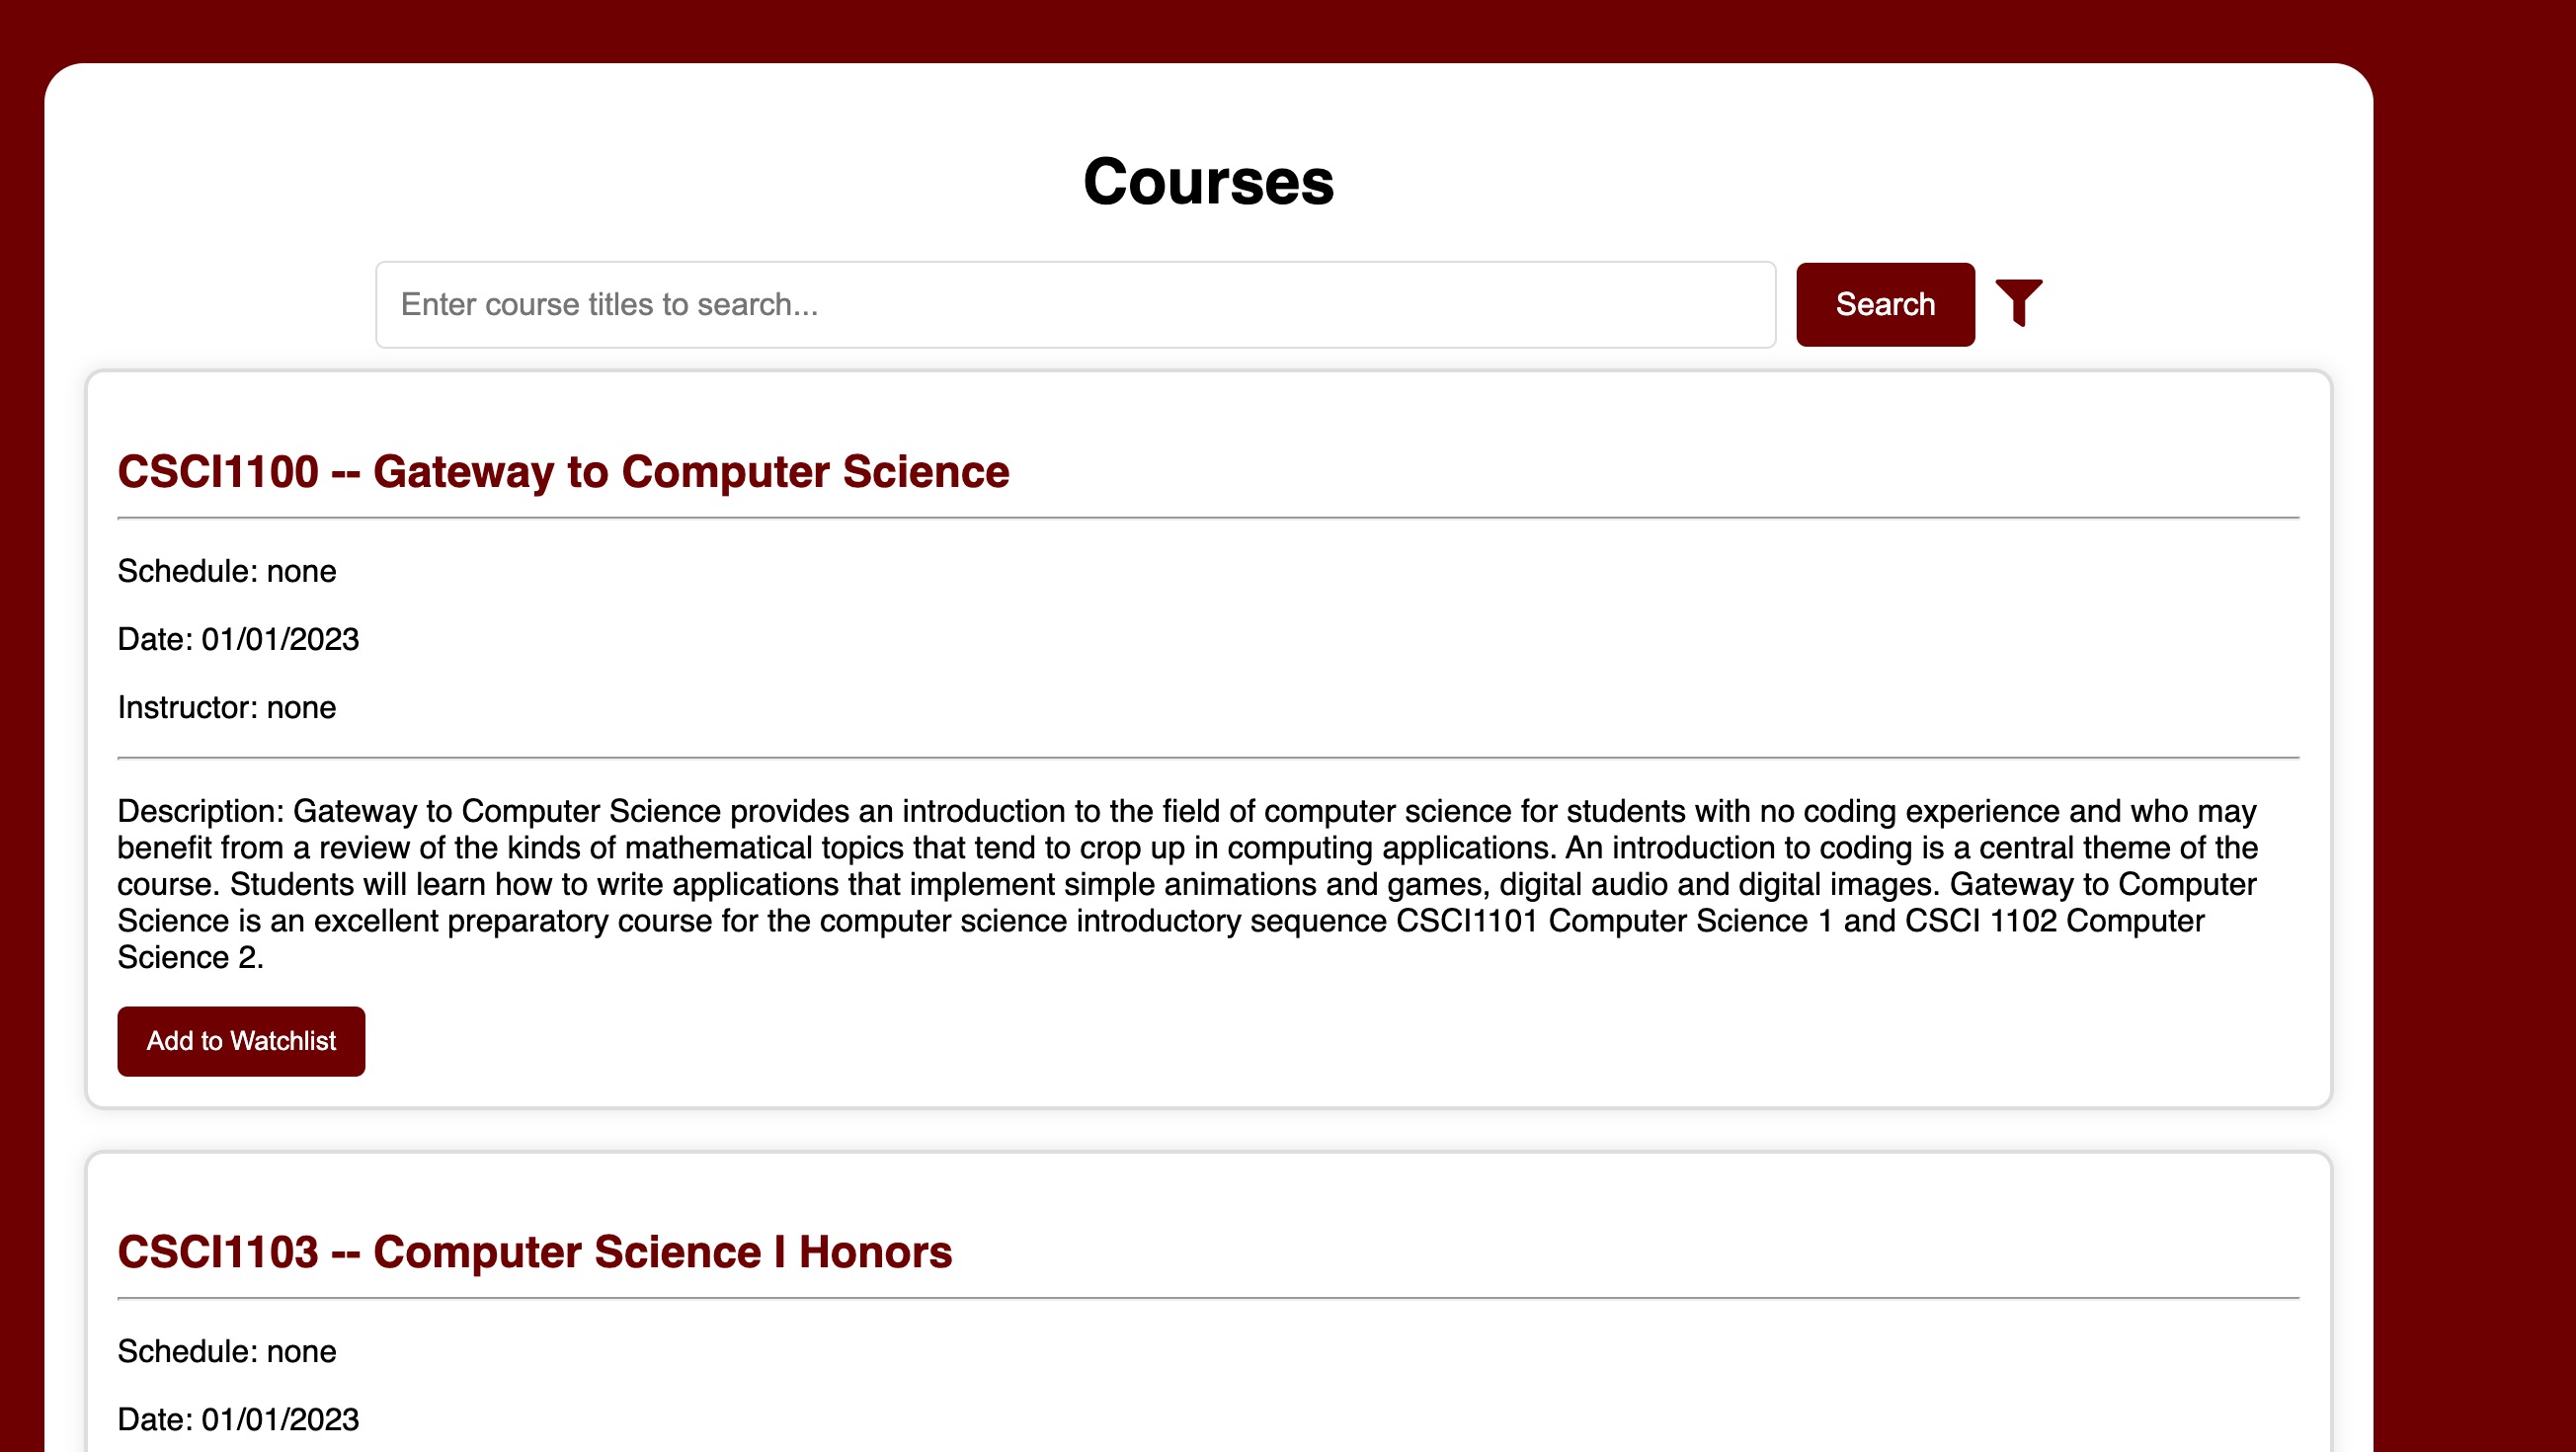 Courses
Enter course titles to search...
Search
CSCI1100 -- Gateway to Computer Science
Schedule: none
Date: 01/01/2023
Instructor: none
Description: Gateway to Computer Science provides an introduction to the field of computer science for students with no coding experience and who may
benefit from a review of the kinds of mathematical topics that tend to crop up in computing applications. An introduction to coding is a central theme of the
course. Students will learn how to write applications that implement simple animations and games, digital audio and digital images. Gateway to Computer
Science is an excellent preparatory course for the computer science introductory sequence CSCI1101 Computer Science 1 and CSCI 1102 Computer
Science 2.
Add to Watchlist
CSCI1103 -- Computer Science I Honors
Schedule: none
Date: 01/01/2023